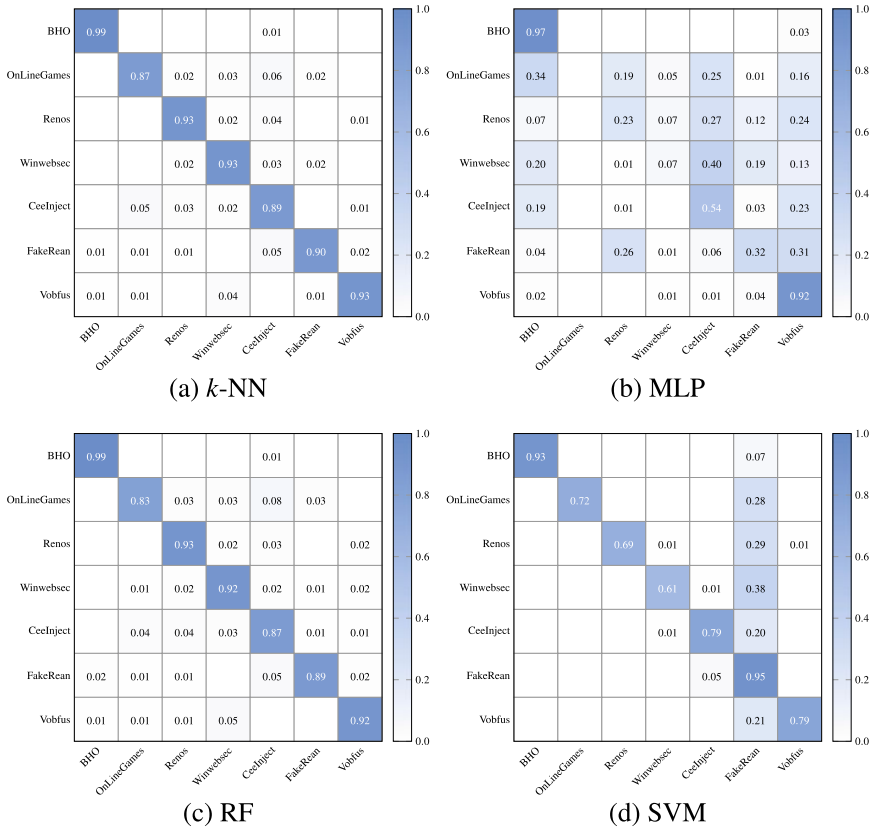 BHO 0.99 0.01
OnLineGames 0.87 0.02 0.03 0.06 0.02
Renos 0.93 0.02 0.04 0.01
Winwebsec 0.02 0.93 0.03 0.02
CeeInject 0.05 0.03 0.02 0.89 0.01
FakeRean 0.01 0.01 0.01 0.05 0.90 0.02
Vobfus 0.01 0.01 0.04 0.01 0.93
BHO OnLineGames Renos Winwebsec CeeInject FakeRean Vobfus
1.0
0.8
0.6
0.4
0.2
0.0
(a) k-NN
BHO 0.97 0.03
OnLineGames 0.34 0.19 0.05 0.25 0.01 0.16
Renos 0.07 0.23 0.07 0.27 0.12 0.24
Winwebsec 0.20 0.01 0.07 0.40 0.19 0.13
CeeInject 0.19 0.01 0.54 0.03 0.23
FakeRean 0.04 0.26 0.01 0.06 0.32 0.31
Vobfus 0.02 0.01 0.01 0.04 0.92
BHO OnLineGames Renos Winwebsec CeeInject FakeRean Vobfus
1.0
0.8
0.6
0.4
0.2
0.0
(b) MLP
BHO 0.99 0.01
OnLineGames 0.83 0.03 0.03 0.08 0.03
Renos 0.93 0.02 0.03 0.02
Winwebsec 0.01 0.02 0.92 0.02 0.01 0.02
CeeInject 0.04 0.04 0.03 0.87 0.01 0.01
FakeRean 0.02 0.01 0.01 0.05 0.89 0.02
Vobfus 0.01 0.01 0.01 0.05 0.92
BHO OnLineGames Renos Winwebsec CeeInject FakeRean Vobfus
1.0
0.8
0.6
0.4
0.2
0.0
(c) RF
BHO 0.93 0.07
OnLineGames 0.72 0.28
Renos 0.69 0.01 0.29 0.01
Winwebsec 0.61 0.01 0.38
CeeInject 0.01 0.79 0.20
FakeRean 0.05 0.95
Vobfus 0.21 0.79
BHO OnLineGames Renos Winwebsec CeeInject FakeRean Vobfus
1.0
0.8
0.6
0.4
0.2
0.0
(d) SVM